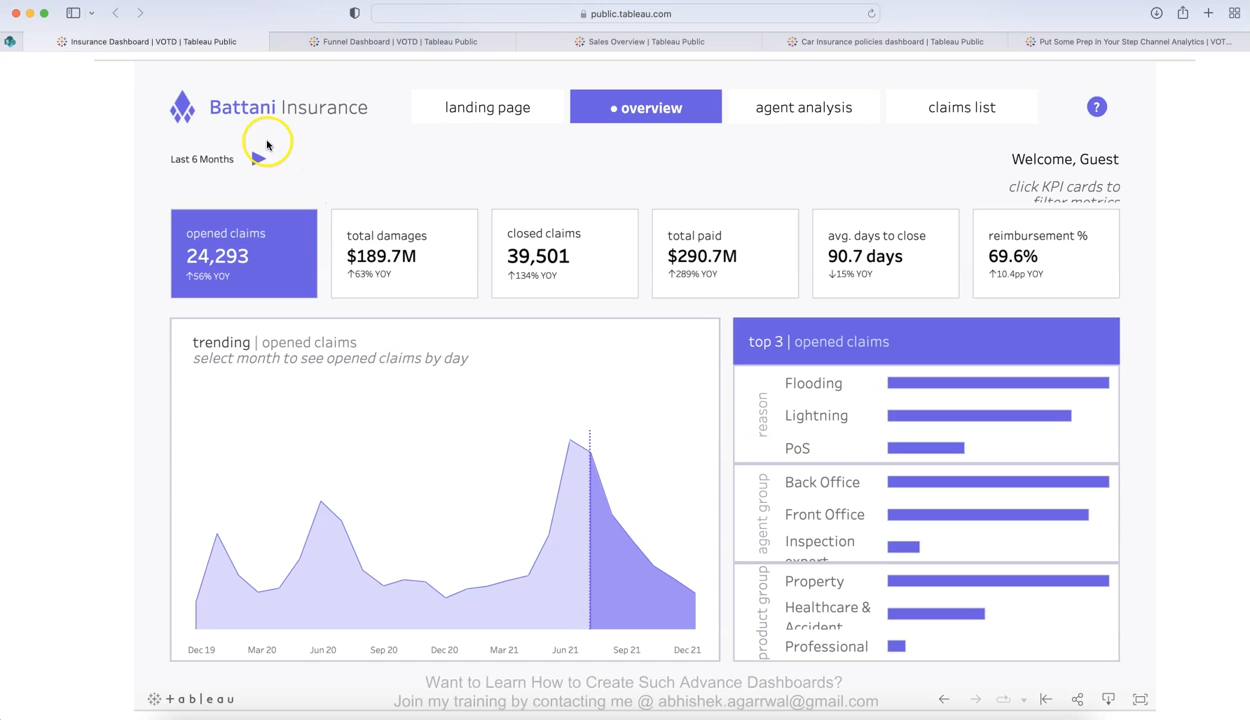 public.tableau.com
Insurance Dashboard | VOTD | Tableau Public
Funnel Dashboard | VOTD | Tableau Public
Sales Overview | Tableau Public
Car Insurance policies dashboard | Tableau Public
Put Some Prep In Your Step Channel Analytics | VOT...
Battani Insurance
landing page
• overview
agent analysis
claims list
?
Last 6 Months
Welcome, Guest
click KPI cards to
filter metrics
opened claims
24,293
↑56% YOY
total damages
$189.7M
↑63% YOY
closed claims
39,501
↑134% YOY
total paid
$290.7M
↑289% YOY
avg. days to close
90.7 days
↓15% YOY
reimbursement %
69.6%
↑10.4pp YOY
trending | opened claims
select month to see opened claims by day
Dec 19 Mar 20 Jun 20 Sep 20 Dec 20 Mar 21 Jun 21 Sep 21 Dec 21
top 3 | opened claims
reason
Flooding
Lightning
PoS
agent group
Back Office
Front Office
Inspection
expert
product group
Property
Healthcare &
Accident
Professional
Want to Learn How to Create Such Advance Dashboards?
Join my training by contacting me @ abhishek.agarrwal@gmail.com
+ableau